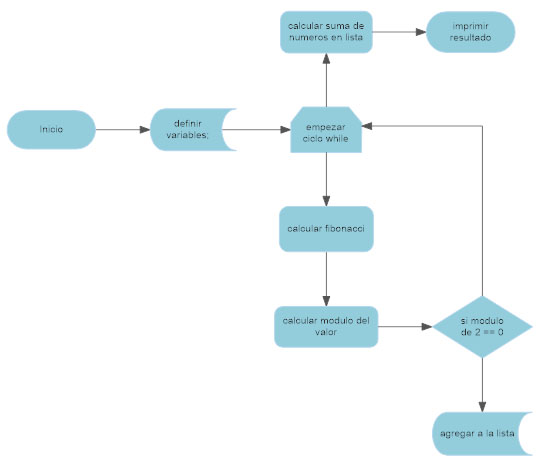 Inicio
definir
variables;
empezar
ciclo while
calcular suma de
numeros en lista
imprimir
resultado
calcular fibonacci
calcular modulo del
valor
si modulo
de 2 == 0
agregar a la lista